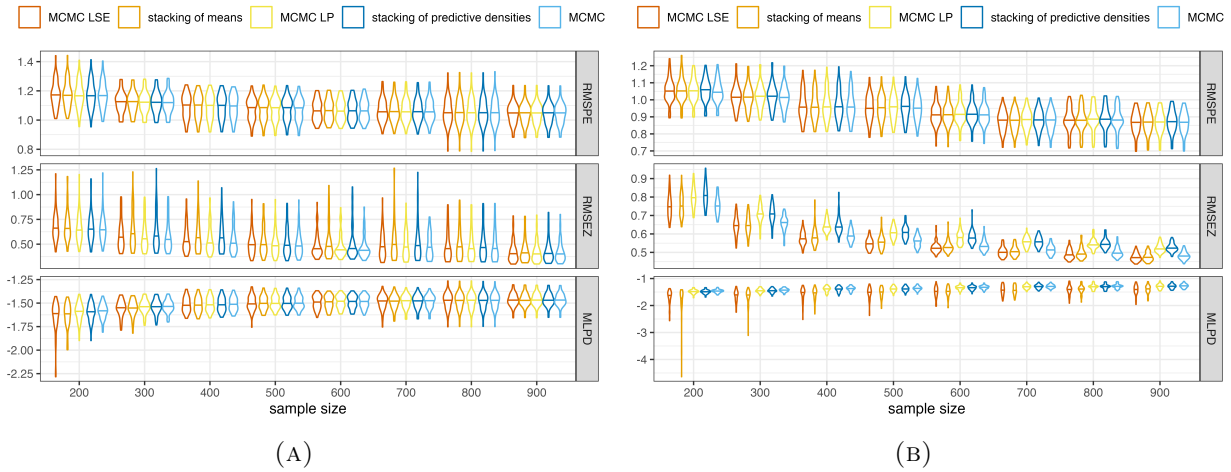 MCMC LSE stacking of means MCMC LP stacking of predictive densities MCMC
1.4
1.2
1.0
0.8
RMSPE
1.25
1.00
0.75
0.50
RMSEZ
-1.25
-1.50
-1.75
-2.00
-2.25
MLPD
200 300 400 500 600 700 800 900
sample size
(A)
MCMC LSE stacking of means MCMC LP stacking of predictive densities MCMC
1.2
1.1
1.0
0.9
0.8
0.7
RMSPE
0.9
0.8
0.7
0.6
0.5
RMSEZ
-1
-2
-3
-4
MLPD
200 300 400 500 600 700 800 900
sample size
(B)